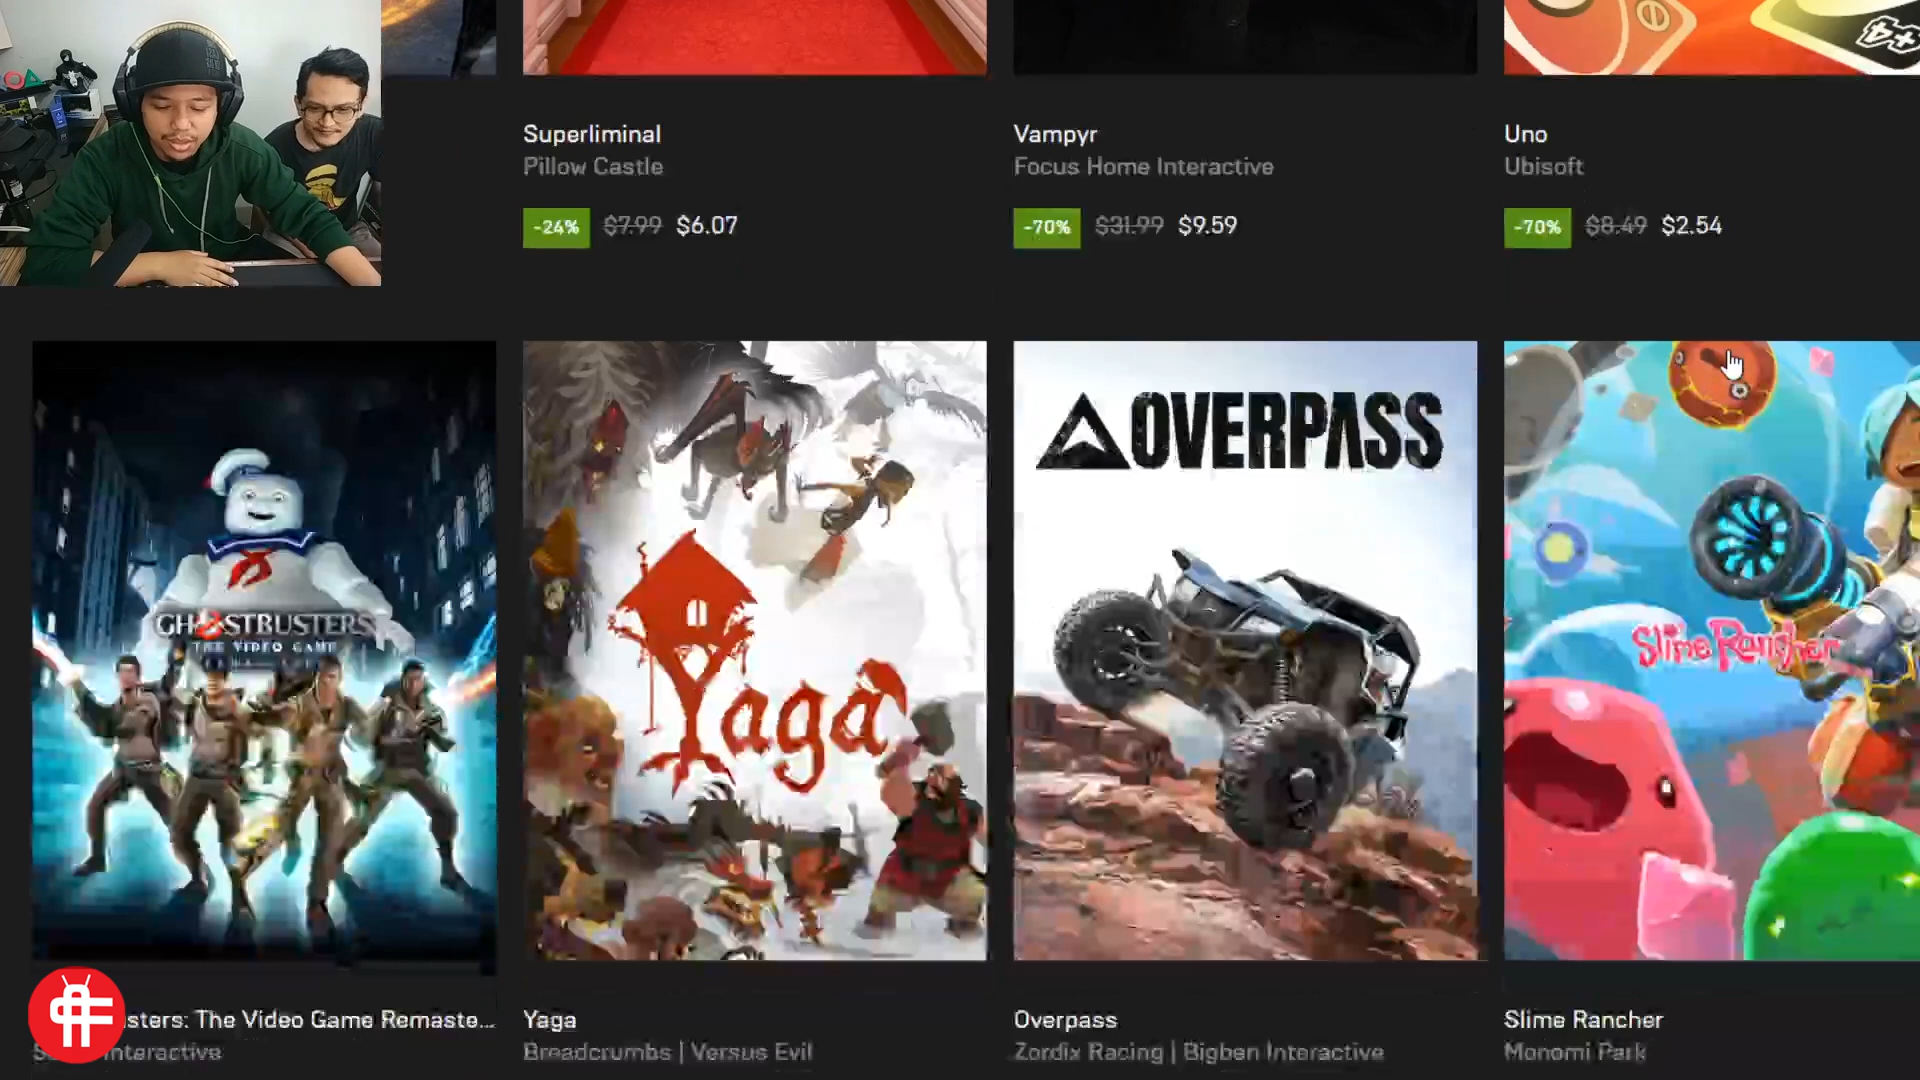 +4
Superliminal
Pillow Castle
-24% $7.99 $6.07
Vampyr
Focus Home Interactive
-70% $31.99 $9.59
Uno
Ubisoft
-70% $8.49 $2.54
GHOSTBUSTERS
THE VIDEO GAME
Yaga
OVERPASS
Slime Rancher
sters: The Video Game Remaste...
Interactive
Yaga
Breadcrumbs | Versus Evil
Overpass
Zordix Racing | Bigben Interactive
Slime Rancher
Monomi Park